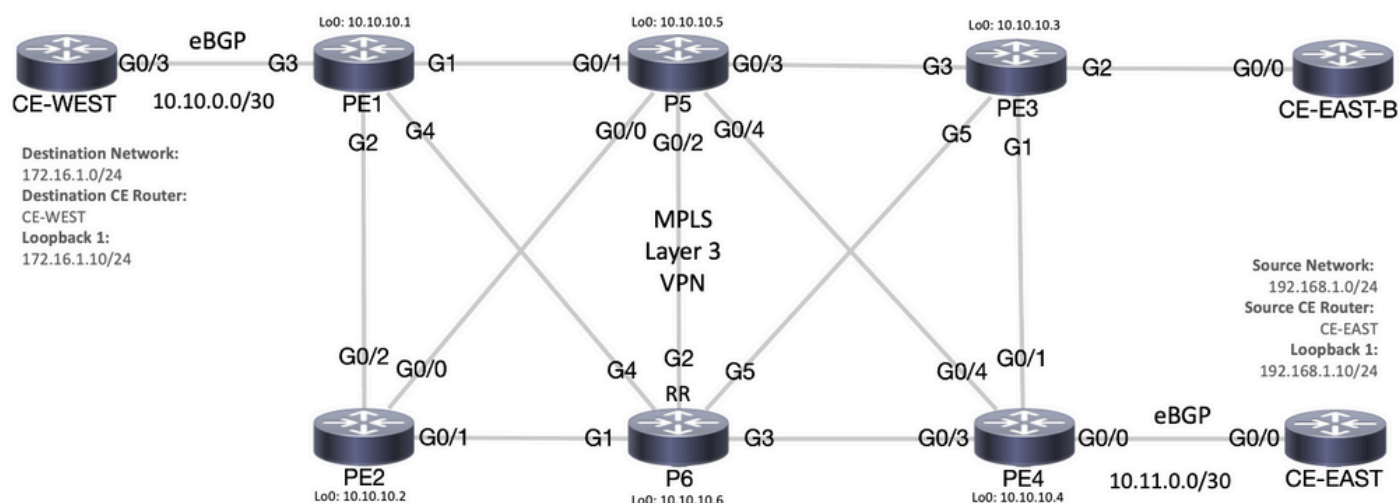 Lo0: 10.10.10.1
Lo0: 10.10.10.5
Lo0: 10.10.10.3
eBGP
G0/3
G3
G1
G0/1
G0/3
G3
G2
G0/0
CE-WEST
10.10.0.0/30
PE1
P5
PE3
CE-EAST-B
G2
G4
G0/0
G0/2
G0/4
G5
G1
Destination Network:
172.16.1.0/24
Destination CE Router:
CE-WEST
Loopback 1:
172.16.1.10/24
MPLS
Layer 3
VPN
Source Network:
192.168.1.0/24
Source CE Router:
CE-EAST
Loopback 1:
192.168.1.10/24
G0/2
G0/0
G4
G2
G5
G0/4
G0/1
RR
eBGP
G0/1
G1
G3
G0/3
G0/0
G0/0
PE2
P6
PE4
10.11.0.0/30
CE-EAST
Lo0: 10.10.10.2
Lo0: 10.10.10.6
Lo0: 10.10.10.4